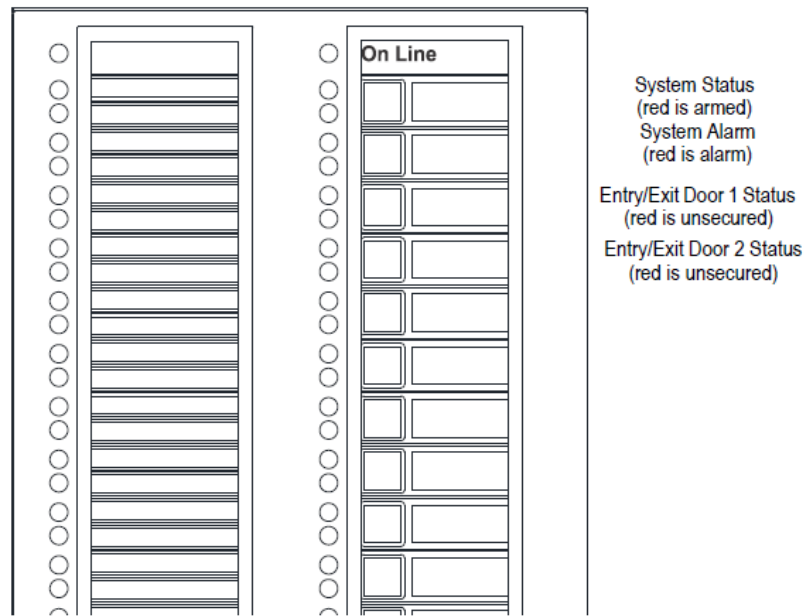 On Line
System Status
(red is armed)
System Alarm
(red is alarm)
Entry/Exit Door 1 Status
(red is unsecured)
Entry/Exit Door 2 Status
(red is unsecured)